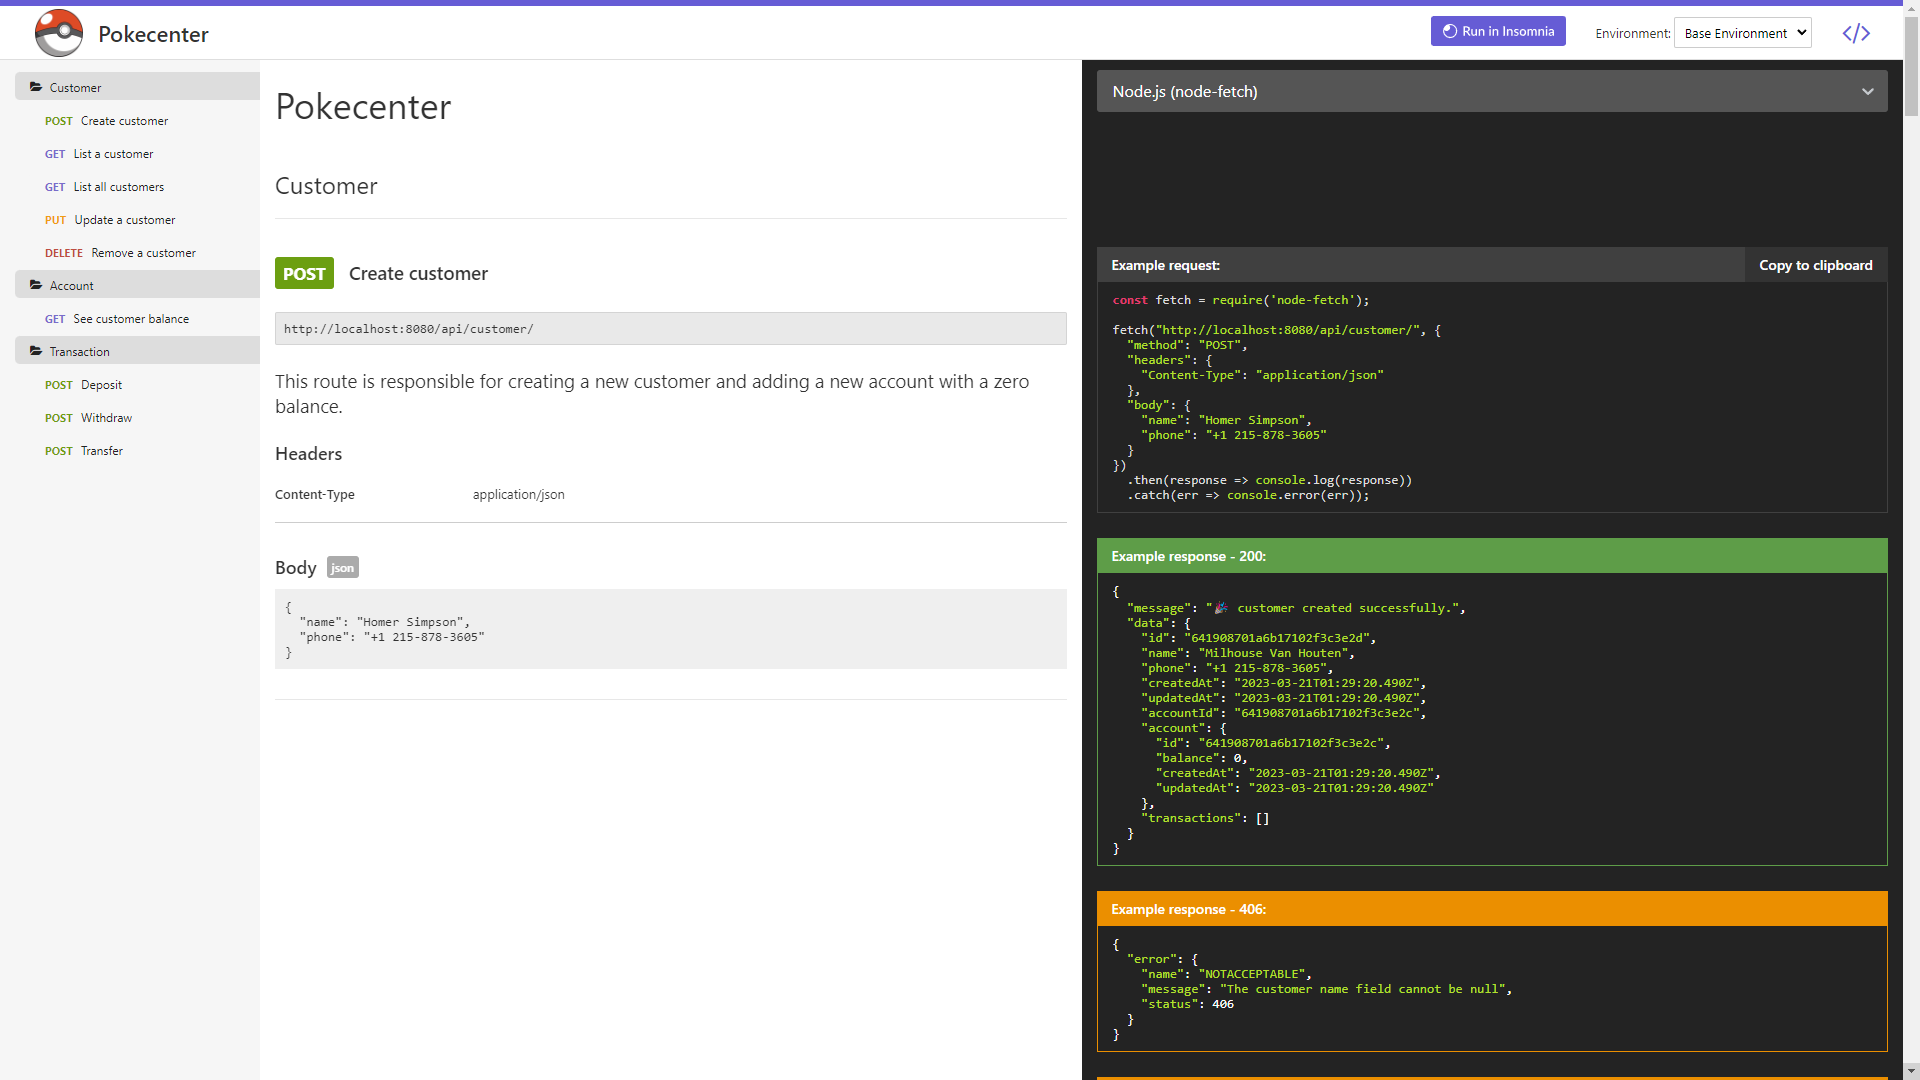 Pokecenter
Run in Insomnia
Environment:
Base Environment
</>
Customer
POST Create customer
GET List a customer
GET List all customers
PUT Update a customer
DELETE Remove a customer
Account
GET See customer balance
Transaction
POST Deposit
POST Withdraw
POST Transfer
Pokecenter
Customer
POST Create customer
http://localhost:8080/api/customer/
This route is responsible for creating a new customer and adding a new account with a zero
balance.
Headers
Content-Type application/json
Body json
{
  "name": "Homer Simpson",
  "phone": "+1 215-878-3605"
}
Node.js (node-fetch)
Example request:
Copy to clipboard
const fetch = require('node-fetch');
fetch("http://localhost:8080/api/customer/", {
  "method": "POST",
  "headers": {
    "Content-Type": "application/json"
  },
  "body": {
    "name": "Homer Simpson",
    "phone": "+1 215-878-3605"
  }
})
  .then(response => console.log(response))
  .catch(err => console.error(err));
Example response - 200:
{
  "message": "🎉 customer created successfully.",
  "data": {
    "id": "641908701a6b17102f3c3e2d",
    "name": "Milhouse Van Houten",
    "phone": "+1 215-878-3605",
    "createdAt": "2023-03-21T01:29:20.490Z",
    "updatedAt": "2023-03-21T01:29:20.490Z",
    "accountId": "641908701a6b17102f3c3e2c",
    "account": {
      "id": "641908701a6b17102f3c3e2c",
      "balance": 0,
      "createdAt": "2023-03-21T01:29:20.490Z",
      "updatedAt": "2023-03-21T01:29:20.490Z"
    },
    "transactions": []
  }
}
Example response - 406:
{
  "error": {
    "name": "NOTACCEPTABLE",
    "message": "The customer name field cannot be null",
    "status": 406
  }
}